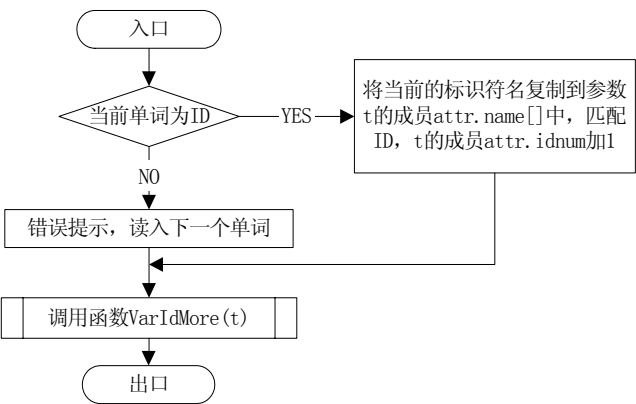 入口
当前单词为ID
YES
将当前的标识符名复制到参数
t的成员attr.name[]中，匹配
ID，t的成员attr.idnum加1
NO
错误提示，读入下一个单词
调用函数VarIdMore(t)
出口